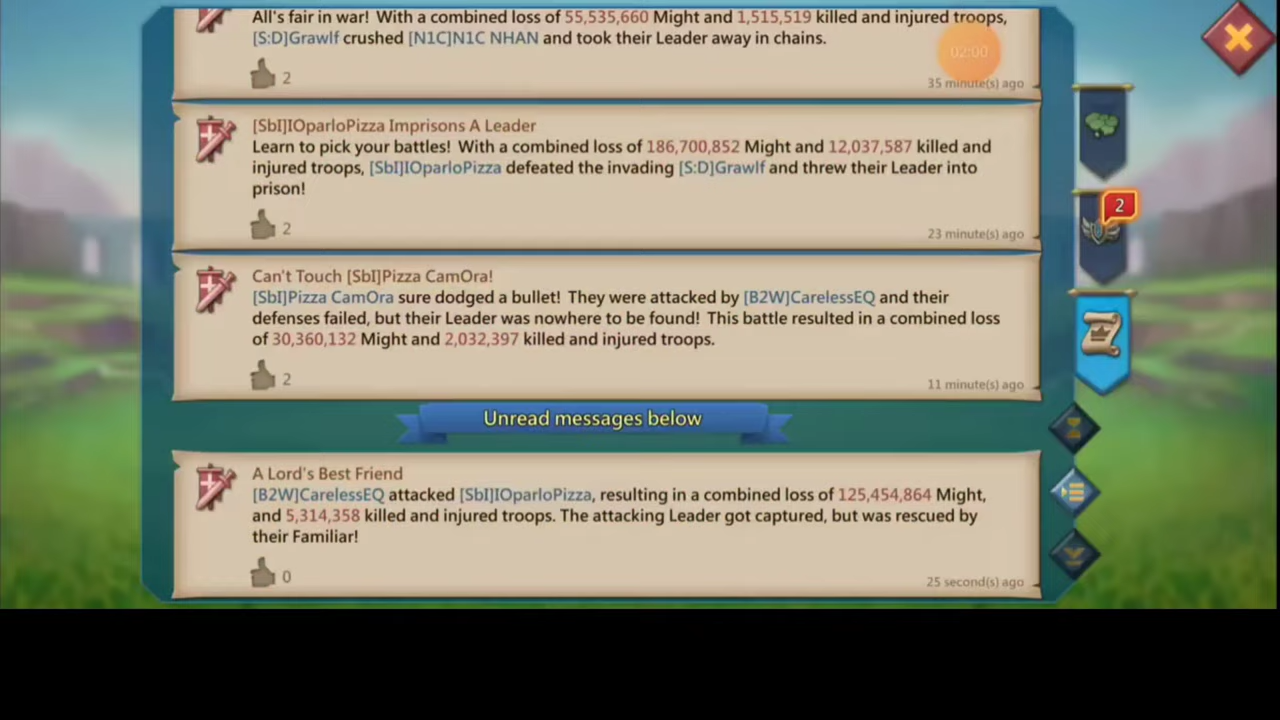 All's fair in war! With a combined loss of 55,535,660 Might and 1,515,519 killed and injured troops,
[S:D]Grawlf crushed [N1C]N1C NHAN and took their Leader away in chains.
02:00
2
35 minute(s) ago
[SbI]IOparloPizza Imprisons A Leader
Learn to pick your battles! With a combined loss of 186,700,852 Might and 12,037,587 killed and
injured troops, [SbI]IOparloPizza defeated the invading [S:D]Grawlf and threw their Leader into
prison!
2
23 minute(s) ago
2
Can't Touch [SbI]Pizza CamOra!
[SbI]Pizza CamOra sure dodged a bullet! They were attacked by [B2W]CarelessEQ and their
defenses failed, but their Leader was nowhere to be found! This battle resulted in a combined loss
of 30,360,132 Might and 2,032,397 killed and injured troops.
2
11 minute(s) ago
Unread messages below
A Lord's Best Friend
[B2W]CarelessEQ attacked [SbI]IOparloPizza, resulting in a combined loss of 125,454,864 Might,
and 5,314,358 killed and injured troops. The attacking Leader got captured, but was rescued by
their Familiar!
0
25 second(s) ago